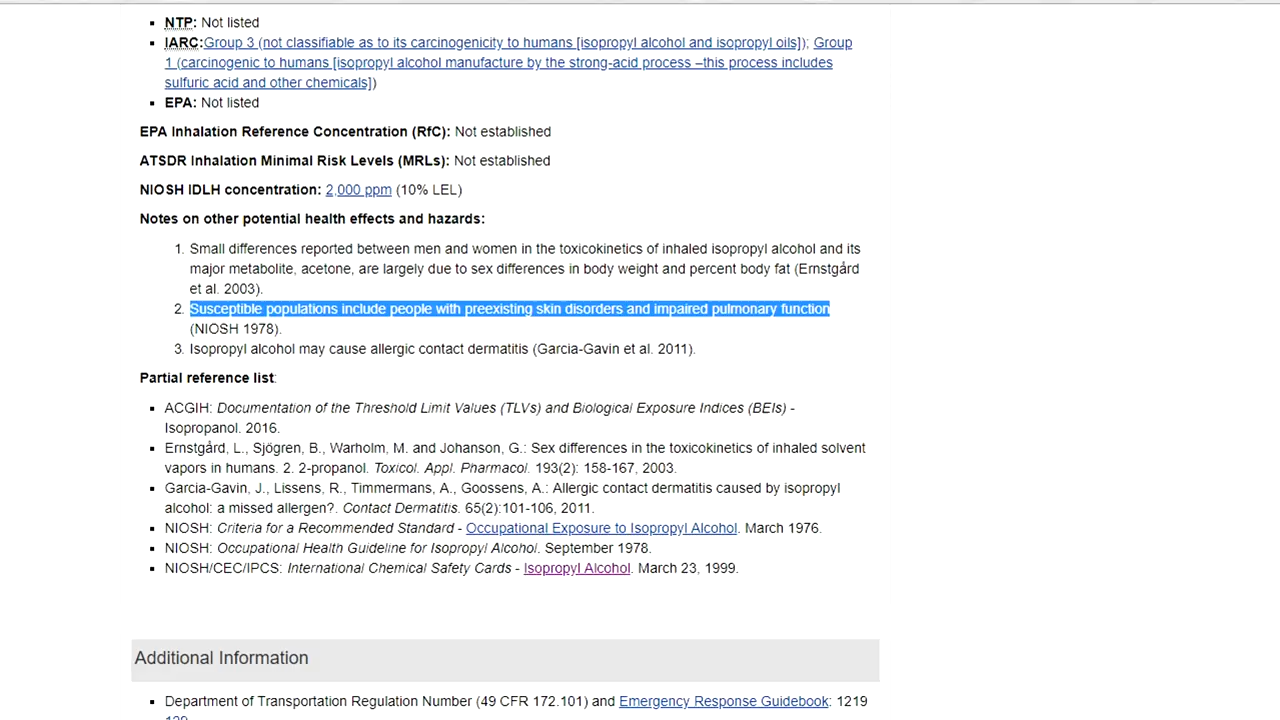 NTP: Not listed
IARC:Group 3 (not classifiable as to its carcinogenicity to humans [isopropyl alcohol and isopropyl oils]); Group
1 (carcinogenic to humans [isopropyl alcohol manufacture by the strong-acid process –this process includes
sulfuric acid and other chemicals])
EPA: Not listed
EPA Inhalation Reference Concentration (RfC): Not established
ATSDR Inhalation Minimal Risk Levels (MRLs): Not established
NIOSH IDLH concentration: 2,000 ppm (10% LEL)
Notes on other potential health effects and hazards:
1. Small differences reported between men and women in the toxicokinetics of inhaled isopropyl alcohol and its
major metabolite, acetone, are largely due to sex differences in body weight and percent body fat (Ernstgård
et al. 2003).
2. Susceptible populations include people with preexisting skin disorders and impaired pulmonary function
(NIOSH 1978).
3. Isopropyl alcohol may cause allergic contact dermatitis (Garcia-Gavin et al. 2011).
Partial reference list:
ACGIH: Documentation of the Threshold Limit Values (TLVs) and Biological Exposure Indices (BEIs) -
Isopropanol. 2016.
Ernstgård, L., Sjögren, B., Warholm, M. and Johanson, G.: Sex differences in the toxicokinetics of inhaled solvent
vapors in humans. 2. 2-propanol. Toxicol. Appl. Pharmacol. 193(2): 158-167, 2003.
Garcia-Gavin, J., Lissens, R., Timmermans, A., Goossens, A.: Allergic contact dermatitis caused by isopropyl
alcohol: a missed allergen?. Contact Dermatitis. 65(2):101-106, 2011.
NIOSH: Criteria for a Recommended Standard - Occupational Exposure to Isopropyl Alcohol. March 1976.
NIOSH: Occupational Health Guideline for Isopropyl Alcohol. September 1978.
NIOSH/CEC/IPCS: International Chemical Safety Cards - Isopropyl Alcohol. March 23, 1999.
Additional Information
Department of Transportation Regulation Number (49 CFR 172.101) and Emergency Response Guidebook: 1219
129